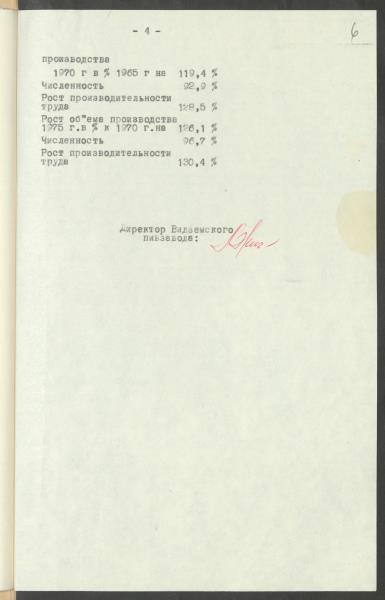 - 4 -
6
производства
1970 г в % 1965 г на 119,4 %
Численность 92,9 %
Рост производительности
труда 128,5 %
Рост об"ема производства
1975 г.в % к 1970 г.на 126,1 %
Численность 96,7 %
Рост производительности
труда 130,4 %
Директор Видземского
пивзавода: